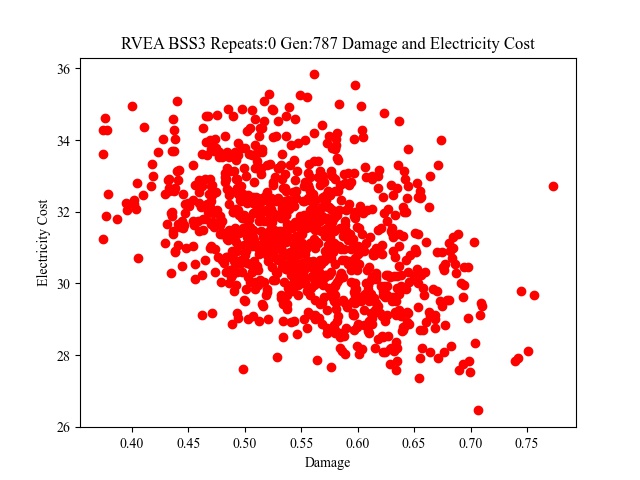 RVEA BSS3 Repeats:0 Gen:787 Damage and Electricity Cost
36
34
32
30
28
26
Electricity Cost
0.40 0.45 0.50 0.55 0.60 0.65 0.70 0.75
Damage